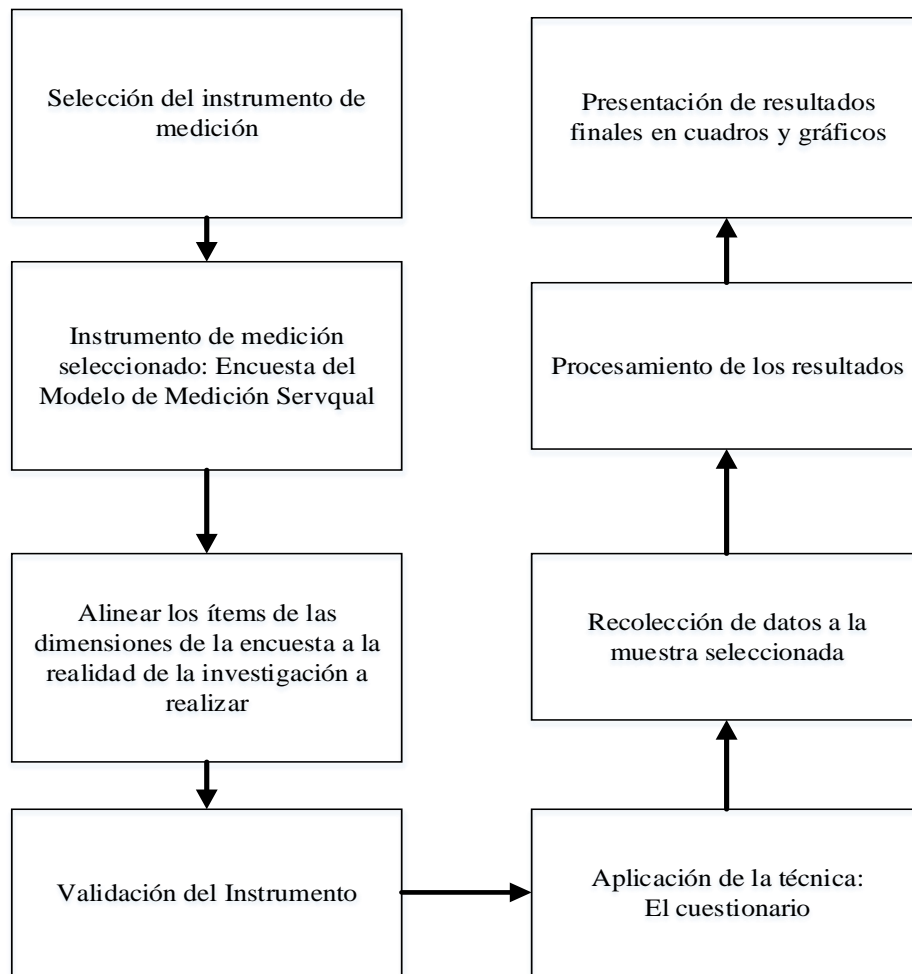 Selección del instrumento de
medición
Instrumento de medición
seleccionado: Encuesta del
Modelo de Medición Servqual
Alinear los ítems de las
dimensiones de la encuesta a la
realidad de la investigación a
realizar
Validación del Instrumento
Aplicación de la técnica:
El cuestionario
Recolección de datos a la
muestra seleccionada
Procesamiento de los resultados
Presentación de resultados
finales en cuadros y gráficos